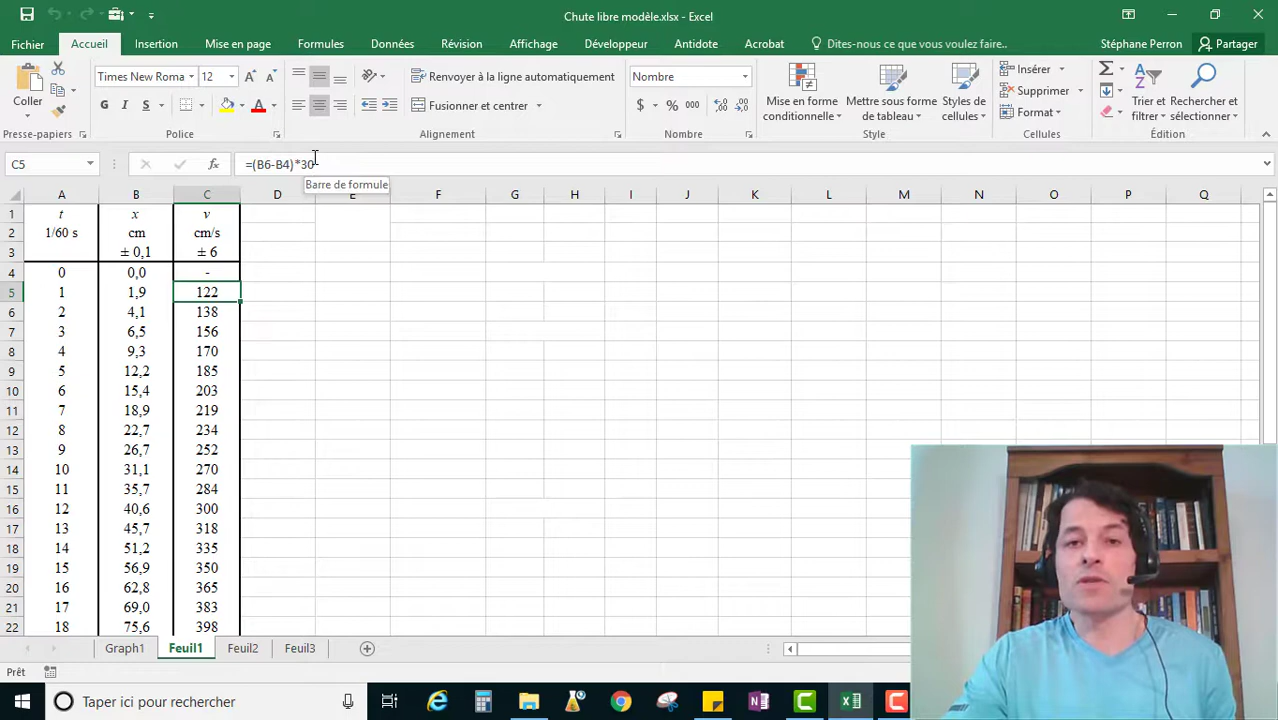 Chute libre modèle.xlsx - Excel
Fichier Accueil Insertion Mise en page Formules Données Révision Affichage Développeur Antidote Acrobat Dites-nous ce que vous voulez faire.. Stéphane Perron Partager
Coller
Times New Roma 12
G I S A
Renvoyer à la ligne automatiquement
Fusionner et centrer
Nombre
$ % 000
Mise en forme conditionnelle
Mettre sous forme de tableau
Styles de cellules
Insérer
Supprimer
Format
Trier et filtrer
Rechercher et sélectionner
Presse-papiers Police Alignement Nombre Style Cellules Édition
C5 fx =(B6-B4)*30
Barre de formule
A B C D E F G H I J K L M N O P Q
1 t x v
2 1/60 s cm cm/s
3 ± 0,1 ± 6
4 0 0,0 -
5 1 1,9 122
6 2 4,1 138
7 3 6,5 156
8 4 9,3 170
9 5 12,2 185
10 6 15,4 203
11 7 18,9 219
12 8 22,7 234
13 9 26,7 252
14 10 31,1 270
15 11 35,7 284
16 12 40,6 300
17 13 45,7 318
18 14 51,2 335
19 15 56,9 350
20 16 62,8 365
21 17 69,0 383
22 18 75,6 398
Graph1 Feuil1 Feuil2 Feuil3
Prêt
Taper ici pour rechercher